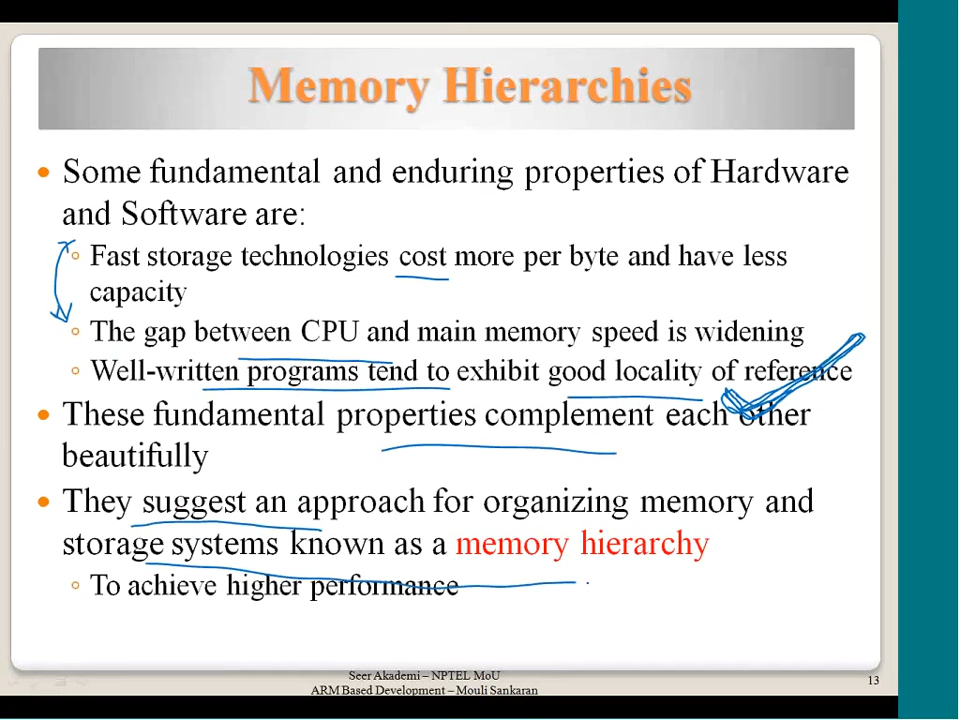 Memory Hierarchies
• Some fundamental and enduring properties of Hardware
and Software are:
◦ Fast storage technologies cost more per byte and have less
capacity
◦ The gap between CPU and main memory speed is widening
◦ Well-written programs tend to exhibit good locality of reference
• These fundamental properties complement each other
beautifully
• They suggest an approach for organizing memory and
storage systems known as a memory hierarchy
◦ To achieve higher performance
Seer Akademi – NPTEL MoU
ARM Based Development – Mouli Sankaran
13